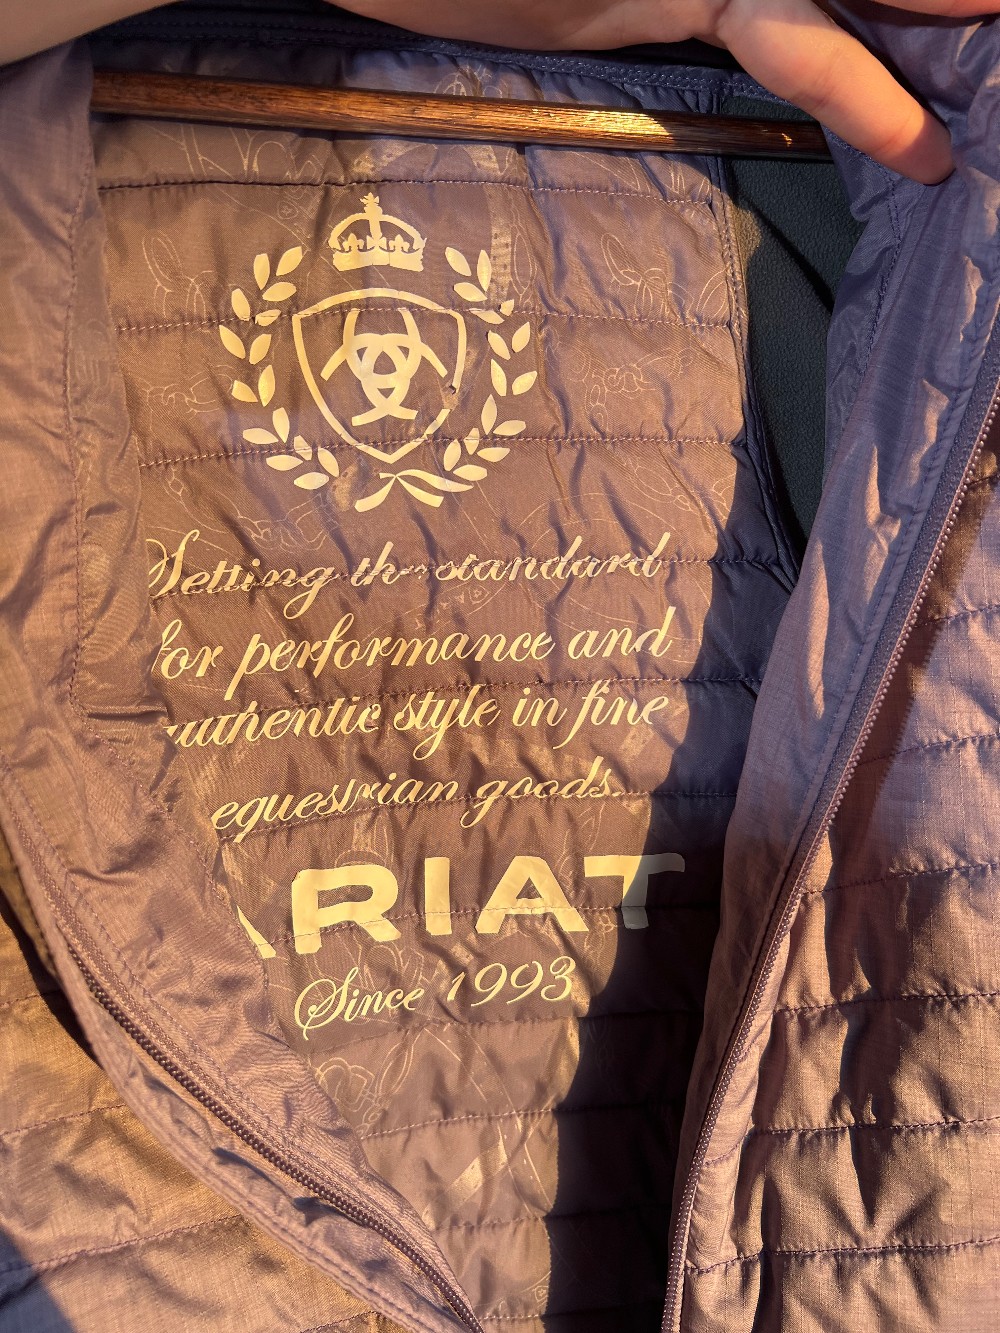 Setting the standard
for performance and
authentic style in fine
equestrian goods.
ARIAT
Since 1993